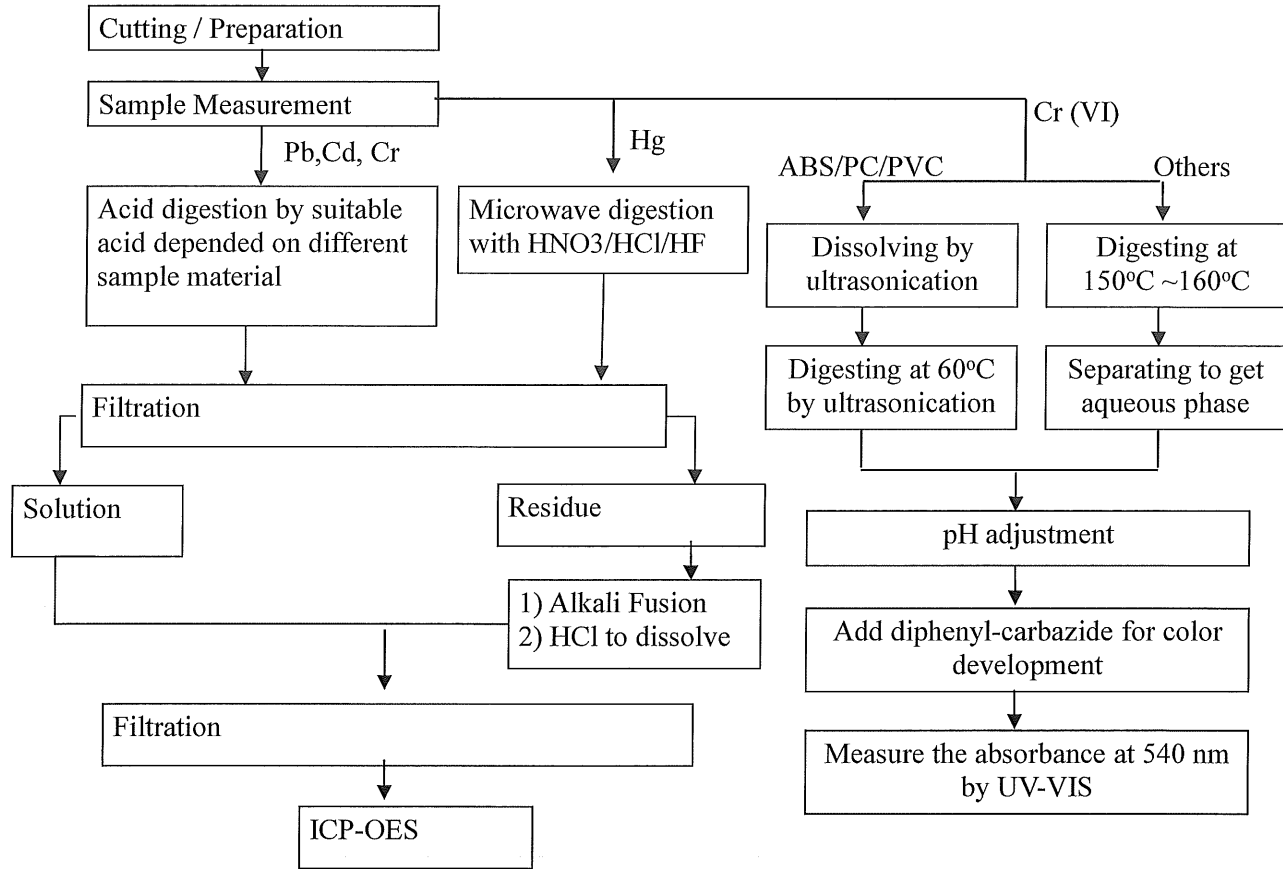 Cutting / Preparation
Sample Measurement
Pb,Cd, Cr
Hg
Cr (VI)
ABS/PC/PVC
Others
Acid digestion by suitable
acid depended on different
sample material
Microwave digestion
with HNO3/HCl/HF
Dissolving by
ultrasonication
Digesting at
150°C ~160°C
Digesting at 60°C
by ultrasonication
Separating to get
aqueous phase
Filtration
Solution
Residue
1) Alkali Fusion
2) HCl to dissolve
Filtration
ICP-OES
pH adjustment
Add diphenyl-carbazide for color
development
Measure the absorbance at 540 nm
by UV-VIS